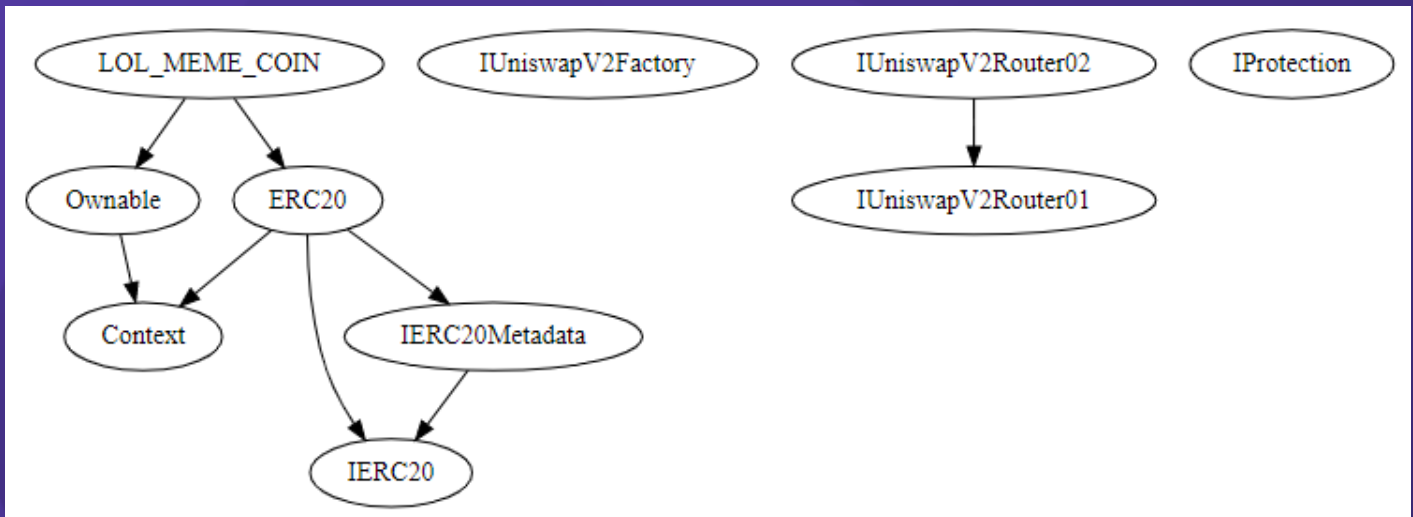 LOL_MEME_COIN
IUniswapV2Factory
IUniswapV2Router02
IProtection
Ownable
ERC20
IUniswapV2Router01
Context
IERC20Metadata
IERC20